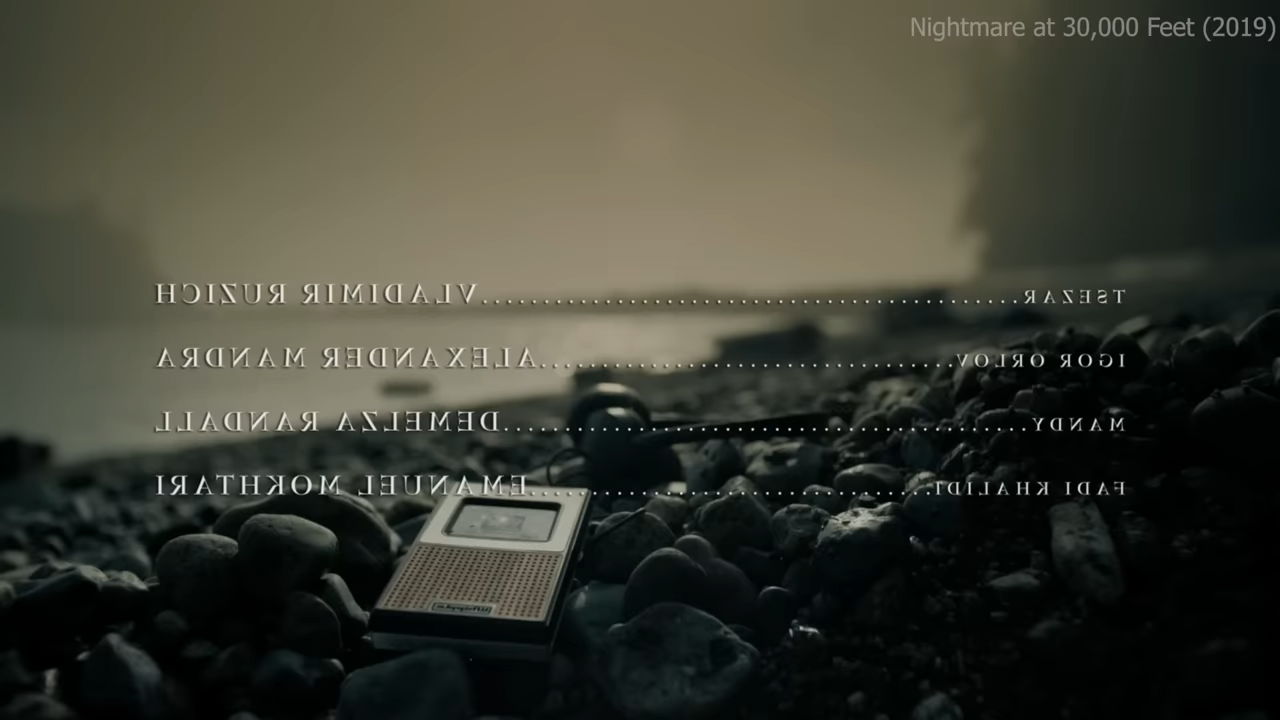 Nightmare at 30,000 Feet (2019)
TSEZAR............................................VLADIMIR RUZICH
IGOR ORLOV..................................ALEXANDER MANDRA
MANDY...........................................DEMELZA RANDALL
FADI KHALIDI.................................EMANUEL MOKHTARI